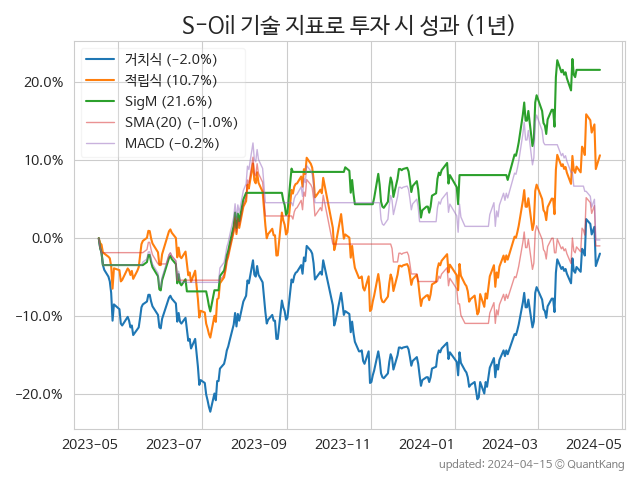 S-Oil 기술 지표로 투자 시 성과 (1년)
거치식 (−2.0%)
적립식 (10.7%)
SigM (21.6%)
SMA(20) (−1.0%)
MACD (−0.2%)
20.0%
10.0%
0.0%
−10.0%
−20.0%
2023-05 2023-07 2023-09 2023-11 2024-01 2024-03 2024-05
updated: 2024-04-15 © QuantKang